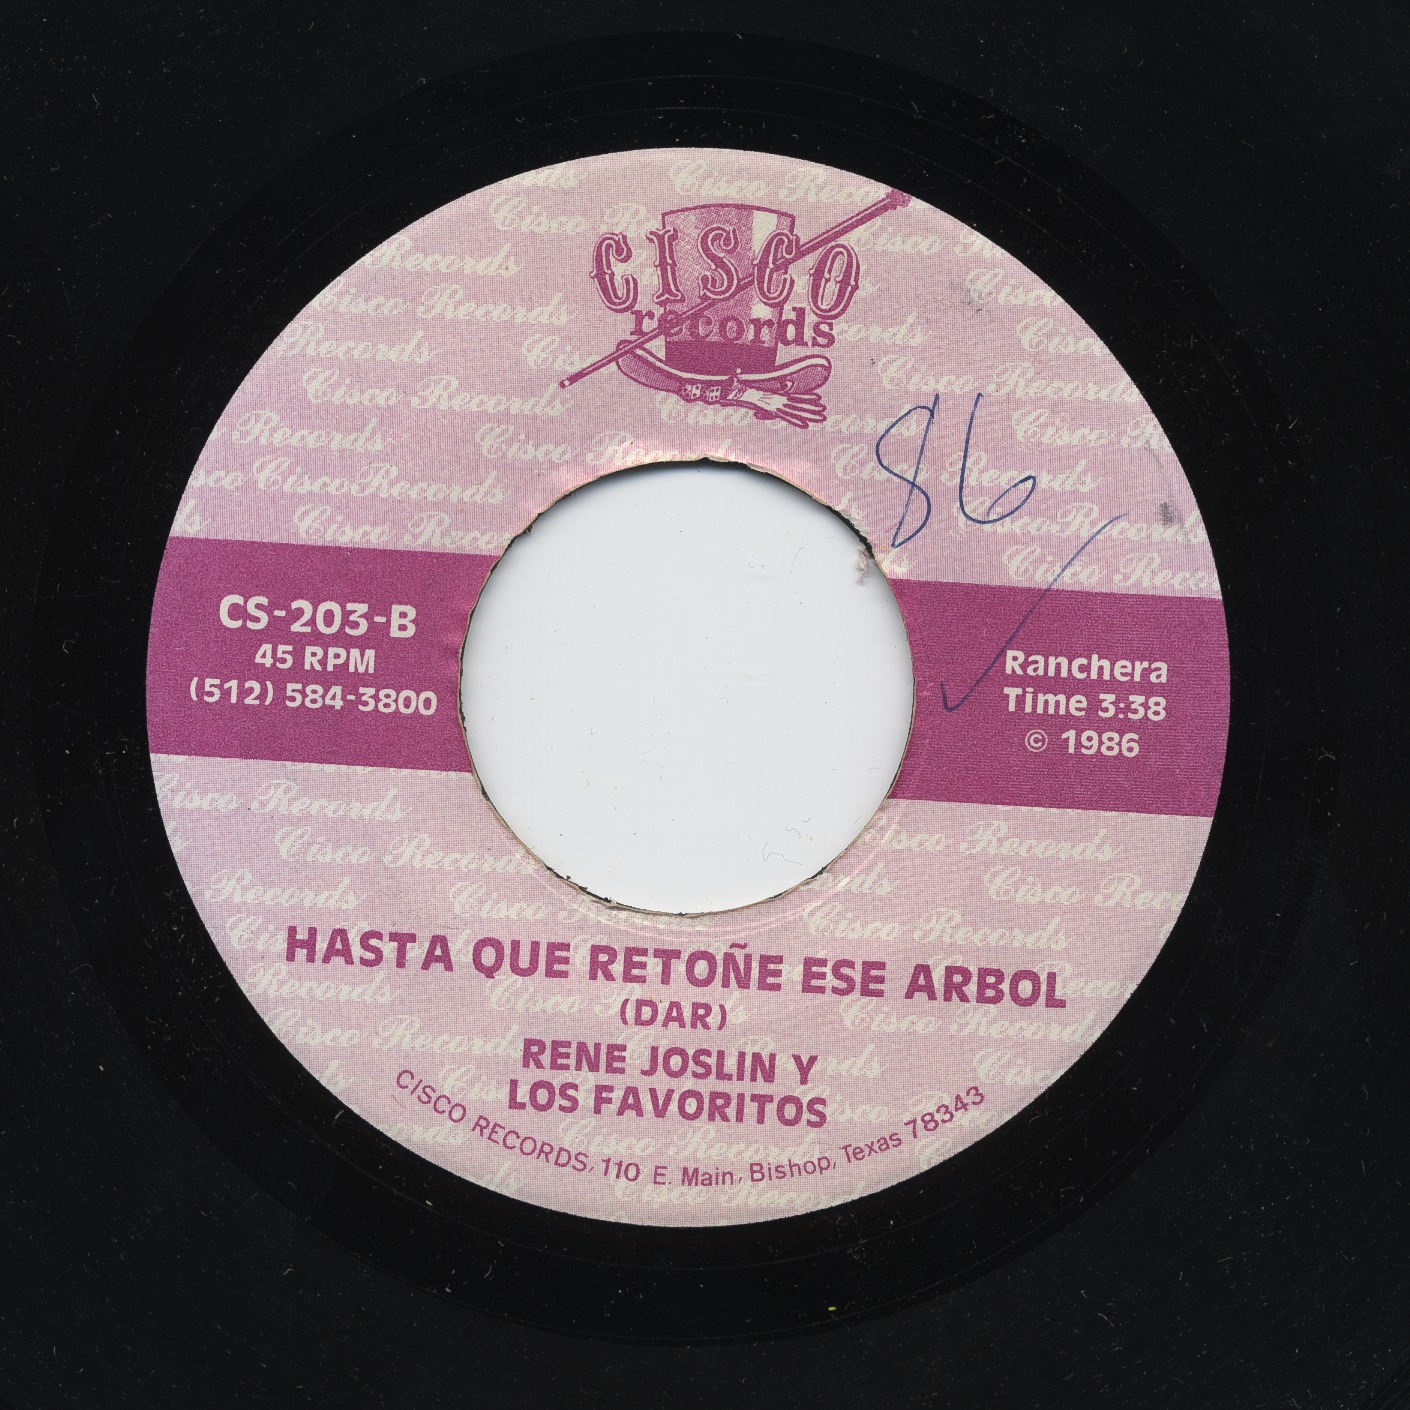 CISCO
records
86
CS-203-B
45 RPM
(512) 584-3800
Ranchera
Time 3:38
© 1986
HASTA QUE RETOÑE ESE ARBOL
(DAR)
RENE JOSLIN Y
LOS FAVORITOS
CISCO RECORDS, 110 E. Main, Bishop, Texas 78343